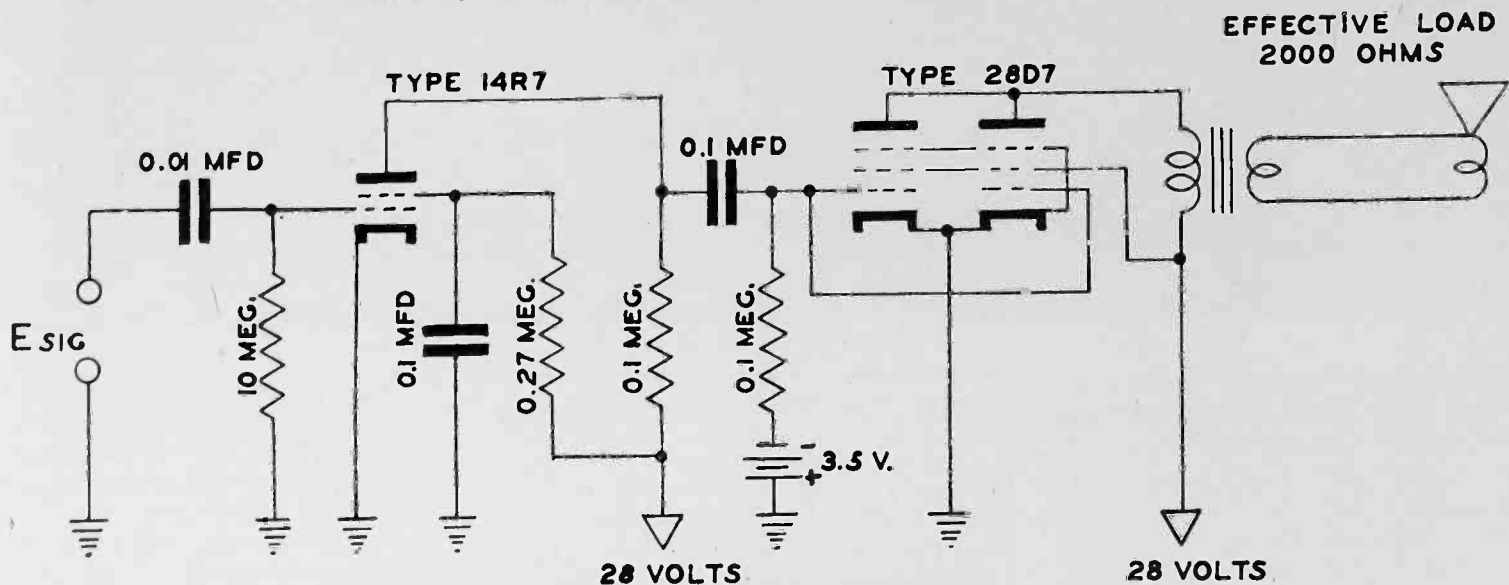 EFFECTIVE LOAD
2000 OHMS
TYPE 14R7
TYPE 28D7
0.01 MFD
0.1 MFD
E SIG
10 MEG.
0.1 MFD
0.27 MEG.
0.1 MEG.
0.1 MEG.
-
+
3.5 V.
28 VOLTS
28 VOLTS